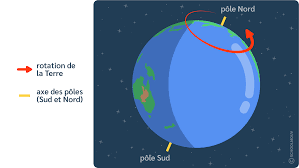 pôle Nord
rotation de
la Terre
axe des pôles
(Sud et Nord)
pôle Sud